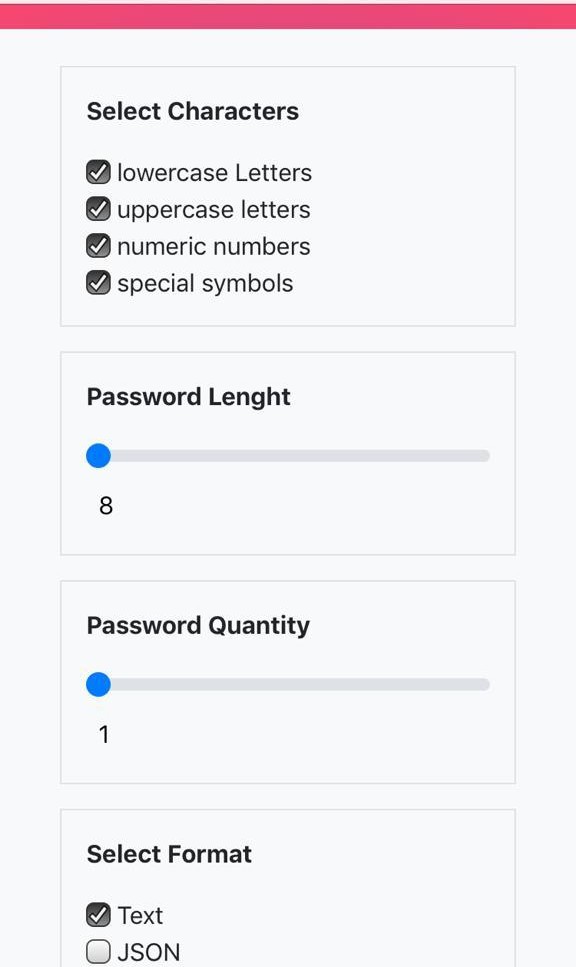 Select Characters
lowercase Letters
uppercase letters
numeric numbers
special symbols
Password Lenght
8
Password Quantity
1
Select Format
Text
JSON